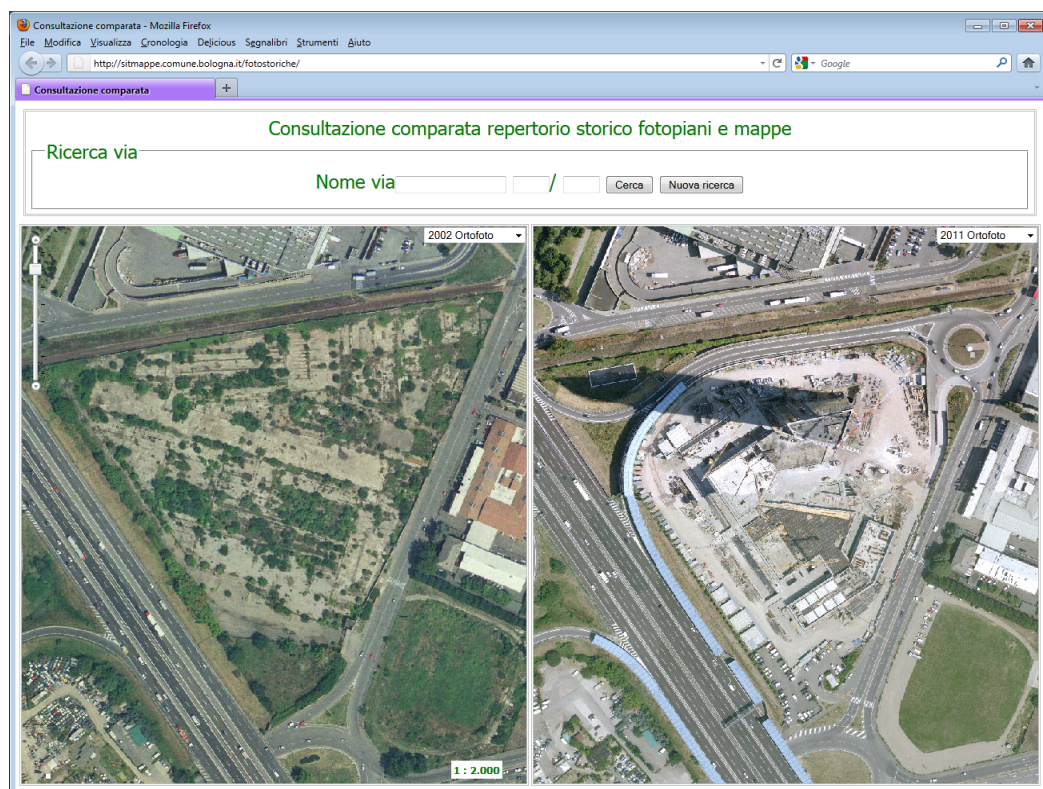 Consultazione comparata - Mozilla Firefox
File Modifica Visualizza Cronologia Delicious Segnalibri Strumenti Aiuto
http://sitmappe.comune.bologna.it/fotostoriche/ Google
Consultazione comparata
Consultazione comparata repertorio storico fotopiani e mappe
Ricerca via
Nome via / Cerca Nuova ricerca
2002 Ortofoto 2011 Ortofoto
1 : 2.000